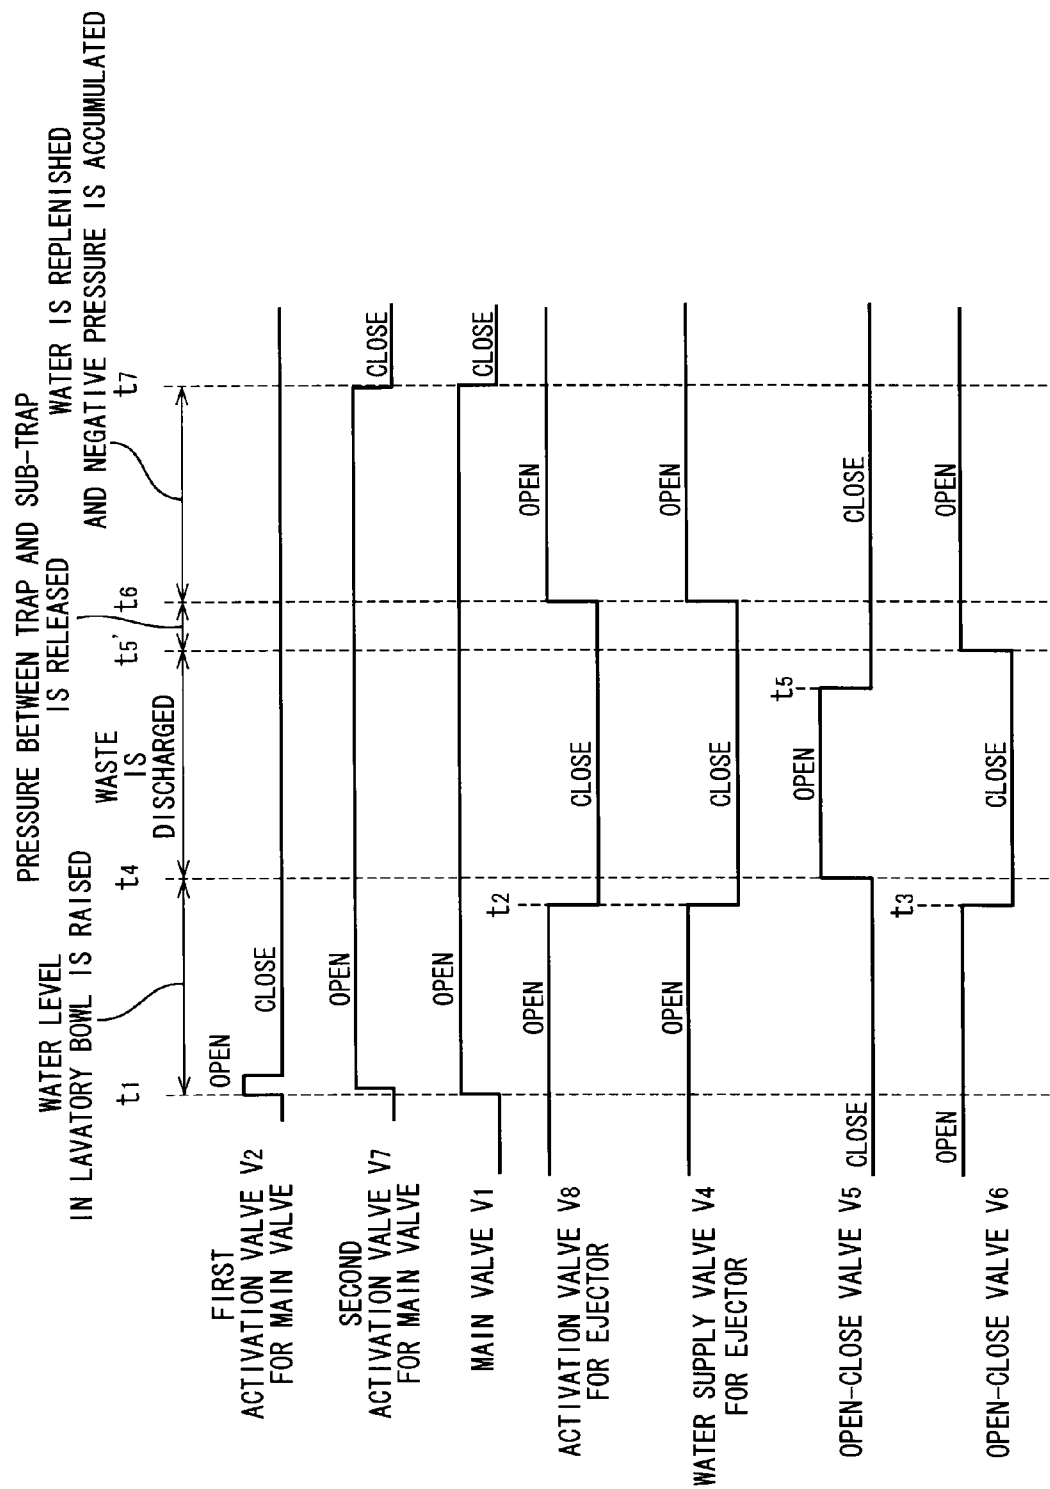 WATER LEVEL
IN LAVATORY BOWL IS RAISED
WASTE
IS
DISCHARGED
PRESSURE BETWEEN TRAP AND SUB-TRAP
IS RELEASED
WATER IS REPLENISHED
AND NEGATIVE PRESSURE IS ACCUMULATED
t1
t4
t5'
t6
t7
FIRST
ACTIVATION VALVE V2
FOR MAIN VALVE
OPEN
CLOSE
SECOND
ACTIVATION VALVE V7
FOR MAIN VALVE
OPEN
CLOSE
MAIN VALVE V1
OPEN
CLOSE
ACTIVATION VALVE V8
FOR EJECTOR
OPEN
t2
CLOSE
OPEN
WATER SUPPLY VALVE V4
FOR EJECTOR
OPEN
CLOSE
OPEN
OPEN-CLOSE VALVE V5
CLOSE
OPEN
t5
CLOSE
OPEN-CLOSE VALVE V6
OPEN
t3
CLOSE
OPEN